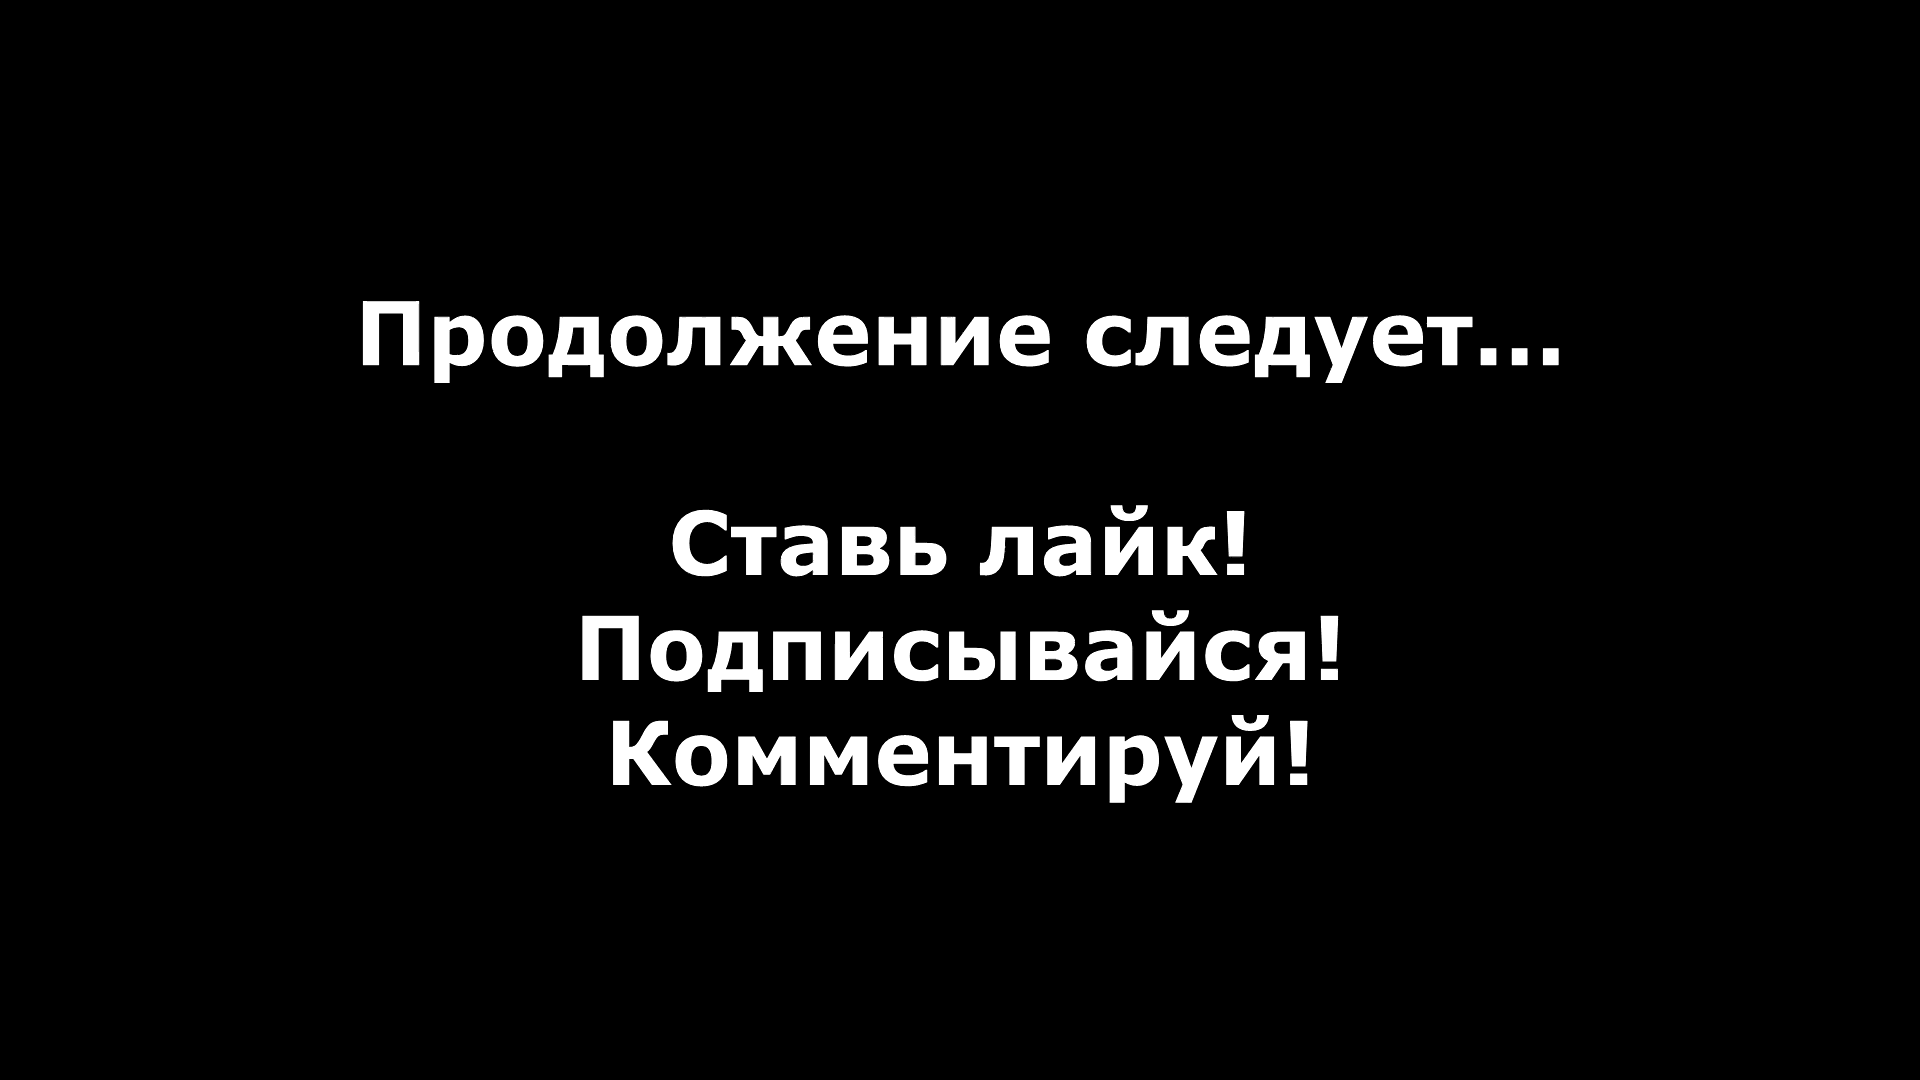 Продолжение следует...
Ставь лайк!
Подписывайся!
Комментируй!